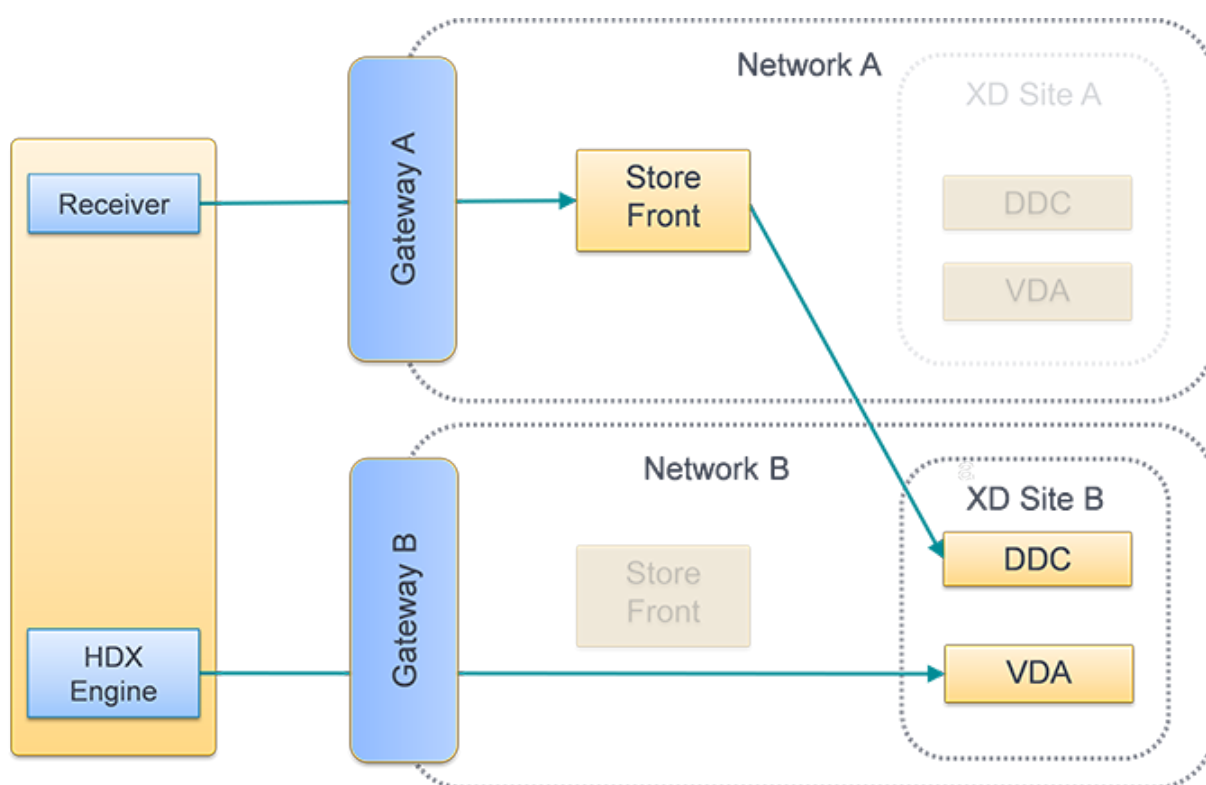 Network A
XD Site A
Gateway A
Receiver
Store
Front
DDC
VDA
Network B
XD Site B
Gateway B
Store
Front
DDC
HDX
Engine
VDA